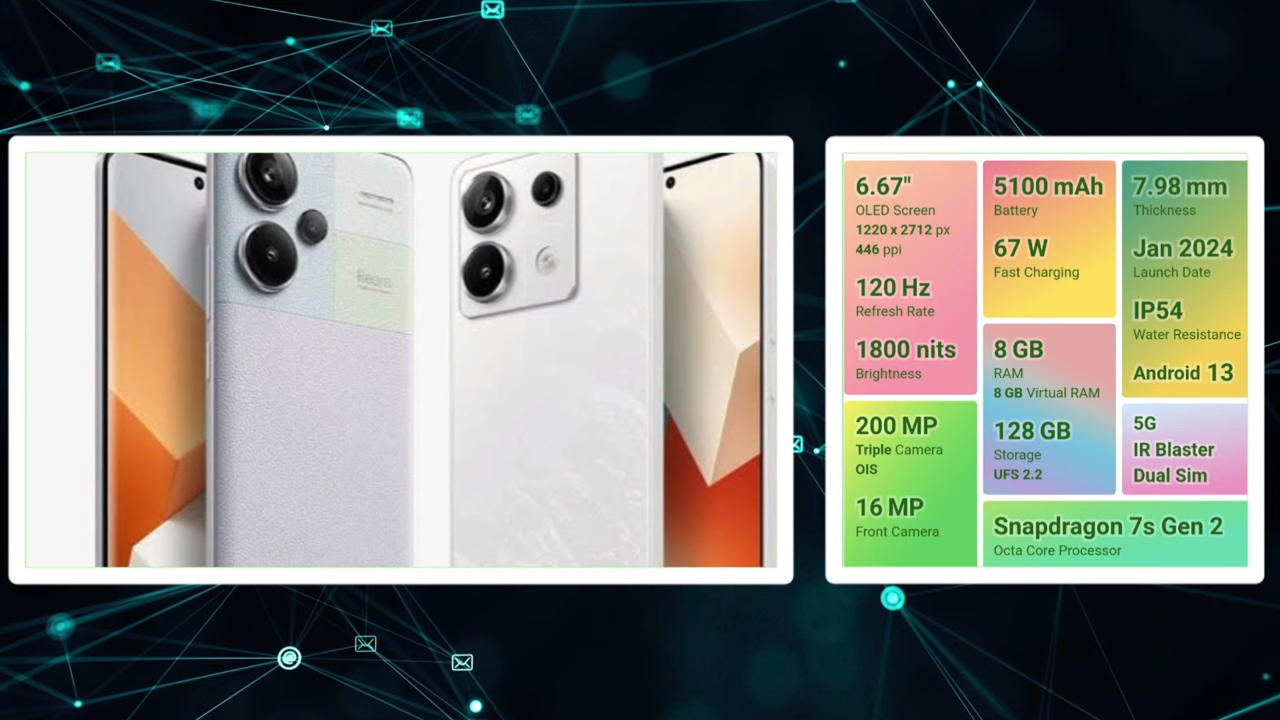 Redmi
6.67"
OLED Screen
1220 x 2712 px
446 ppi
120 Hz
Refresh Rate
1800 nits
Brightness
200 MP
Triple Camera
OIS
16 MP
Front Camera
5100 mAh
Battery
67 W
Fast Charging
8 GB
RAM
8 GB Virtual RAM
128 GB
Storage
UFS 2.2
7.98 mm
Thickness
Jan 2024
Launch Date
IP54
Water Resistance
Android 13
5G
IR Blaster
Dual Sim
Snapdragon 7s Gen 2
Octa Core Processor